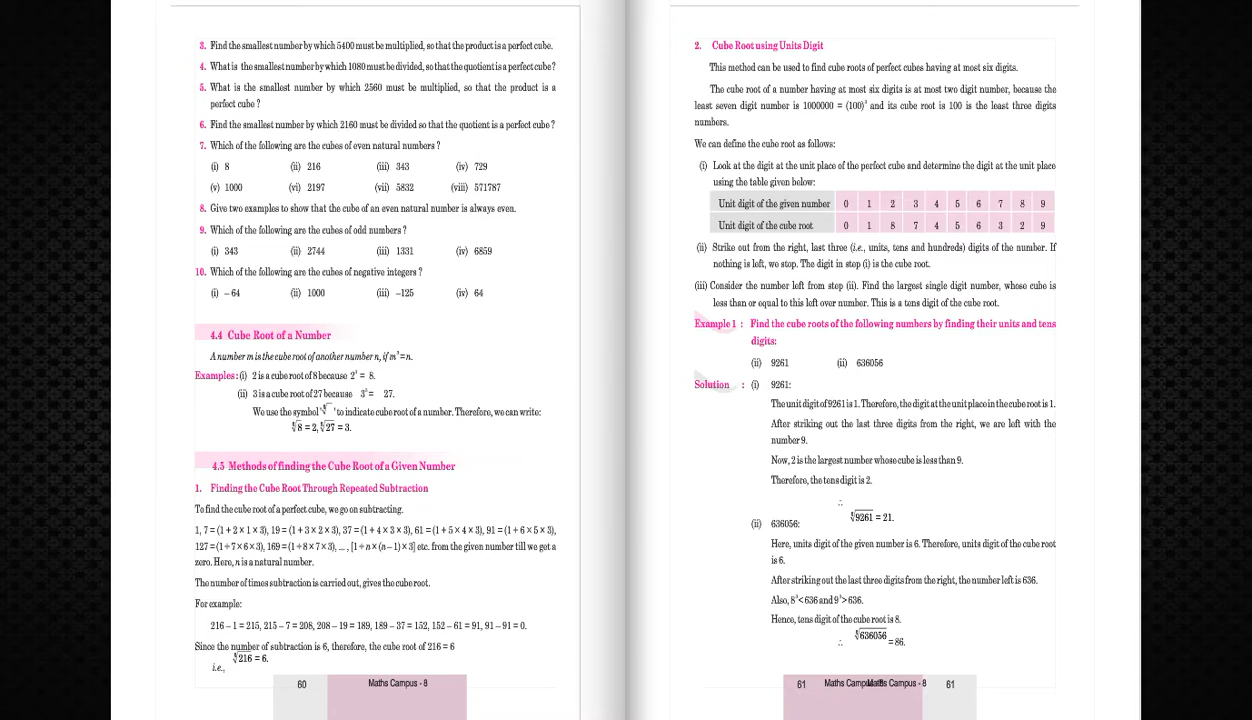 3. Find the smallest number by which 5400 must be multiplied, so that the product is a perfect cube.
4. What is the smallest number by which 1080 must be divided, so that the quotient is a perfect cube ?
5. What is the smallest number by which 2560 must be multiplied, so that the product is a
perfect cube ?
6. Find the smallest number by which 2160 must be divided so that the quotient is a perfect cube ?
7. Which of the following are the cubes of even natural numbers ?
(i) 8 (ii) 216 (iii) 343 (iv) 729
(v) 1000 (vi) 2197 (vii) 5832 (viii) 571787
8. Give two examples to show that the cube of an even natural number is always even.
9. Which of the following are the cubes of odd numbers ?
(i) 343 (ii) 2744 (iii) 1331 (iv) 6859
10. Which of the following are the cubes of negative integers ?
(i) – 64 (ii) 1000 (iii) –125 (iv) 64
4.4 Cube Root of a Number
A number m is the cube root of another number n, if m³ = n.
Examples : (i) 2 is a cube root of 8 because 2³ = 8.
(ii) 3 is a cube root of 27 because 3³ = 27.
We use the symbol '∛' to indicate cube root of a number. Therefore, we can write:
∛8 = 2, ∛27 = 3.
4.5 Methods of finding the Cube Root of a Given Number
1. Finding the Cube Root Through Repeated Subtraction
To find the cube root of a perfect cube, we go on subtracting.
1, 7 = (1 + 2 × 1 × 3), 19 = (1 + 3 × 2 × 3), 37 = (1 + 4 × 3 × 3), 61 = (1 + 5 × 4 × 3), 91 = (1 + 6 × 5 × 3),
127 = (1 + 7 × 6 × 3), 169 = (1 + 8 × 7 × 3), ... , [1 + n × (n – 1) × 3] etc. from the given number till we get a
zero. Here, n is a natural number.
The number of times subtraction is carried out, gives the cube root.
For example:
216 – 1 = 215, 215 – 7 = 208, 208 – 19 = 189, 189 – 37 = 152, 152 – 61 = 91, 91 – 91 = 0.
Since the number of subtraction is 6, therefore, the cube root of 216 = 6
i.e., ∛216 = 6.
60 Maths Campus - 8
2. Cube Root using Units Digit
This method can be used to find cube roots of perfect cubes having at most six digits.
The cube root of a number having at most six digits is at most two digit number, because the
least seven digit number is 1000000 = (100)³ and its cube root is 100 is the least three digits
numbers.
We can define the cube root as follows:
(i) Look at the digit at the unit place of the perfect cube and determine the digit at the unit place
using the table given below:
Unit digit of the given number 0 1 2 3 4 5 6 7 8 9
Unit digit of the cube root 0 1 8 7 4 5 6 3 2 9
(ii) Strike out from the right, last three (i.e., units, tens and hundreds) digits of the number. If
nothing is left, we stop. The digit in stop (i) is the cube root.
(iii) Consider the number left from stop (ii). Find the largest single digit number, whose cube is
less than or equal to this left over number. This is a tens digit of the cube root.
Example 1 : Find the cube roots of the following numbers by finding their units and tens
digits:
(ii) 9261 (ii) 636056
Solution : (i) 9261:
The unit digit of 9261 is 1. Therefore, the digit at the unit place in the cube root is 1.
After striking out the last three digits from the right, we are left with the
number 9.
Now, 2 is the largest number whose cube is less than 9.
Therefore, the tens digit is 2.
∴ ∛9261 = 21.
(ii) 636056:
Here, units digit of the given number is 6. Therefore, units digit of the cube root
is 6.
After striking out the last three digits from the right, the number left is 636.
Also, 8³ < 636 and 9³ > 636.
Hence, tens digit of the cube root is 8.
∴ ∛636056 = 86.
61 Maths Campus - 8 Maths Campus - 8 61